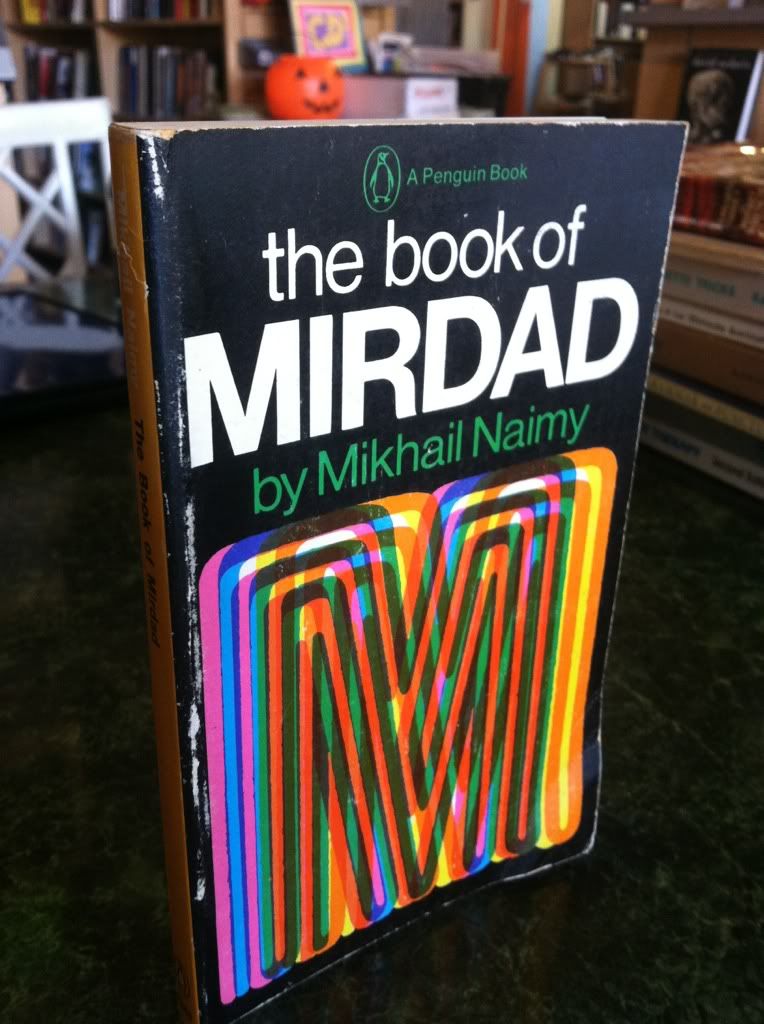 A Penguin Book
the book of
MIRDAD
by Mikhail Naimy
M
The Book of Mirdad